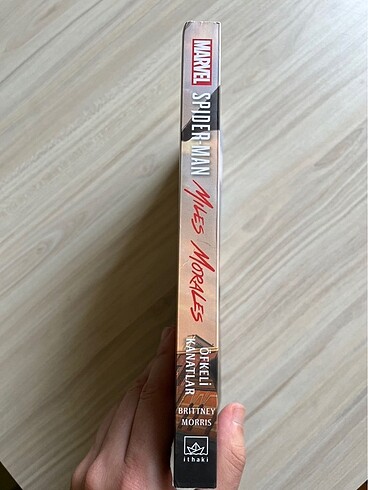 MARVEL
SPIDER-MAN
MILES MORALES
ÖFKELİ
KANATLAR
BRITTNEY
MORRIS
ithaki